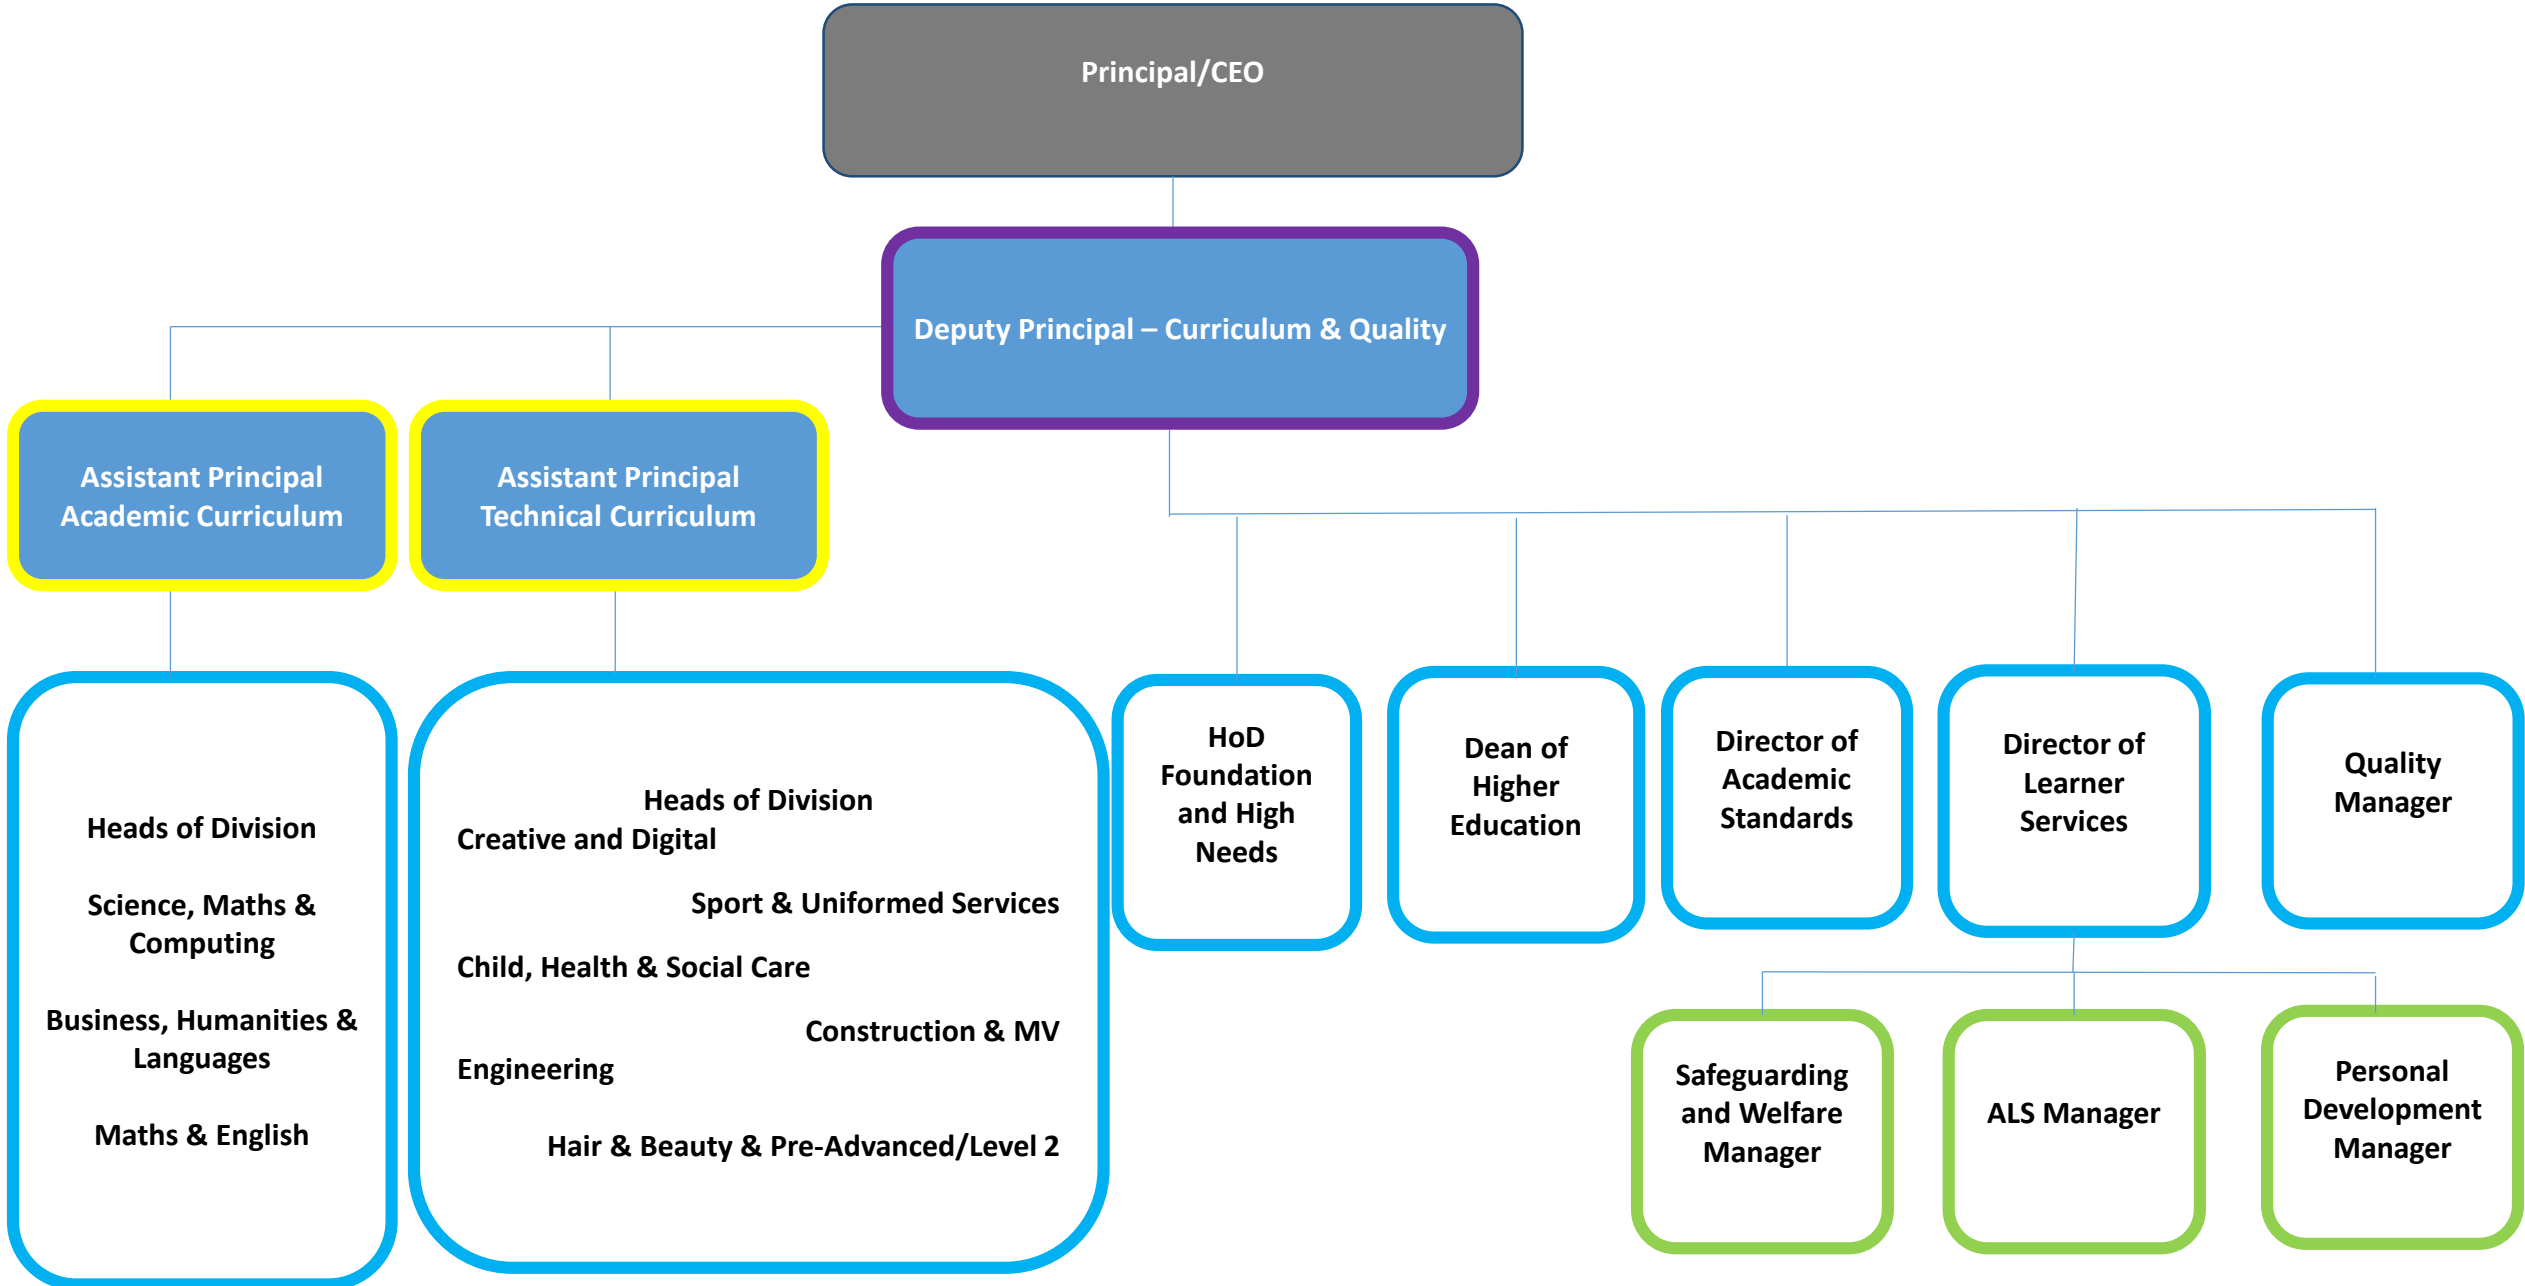 Principal/CEO
Deputy Principal – Curriculum & Quality
Assistant Principal
Academic Curriculum
Assistant Principal
Technical Curriculum
Heads of Division
Science, Maths &
Computing
Business, Humanities &
Languages
Maths & English
Heads of Division
Creative and Digital
Sport & Uniformed Services
Child, Health & Social Care
Construction & MV
Engineering
Hair & Beauty & Pre-Advanced/Level 2
HoD
Foundation
and High
Needs
Dean of
Higher
Education
Director of
Academic
Standards
Director of
Learner
Services
Quality
Manager
Safeguarding
and Welfare
Manager
ALS Manager
Personal
Development
Manager